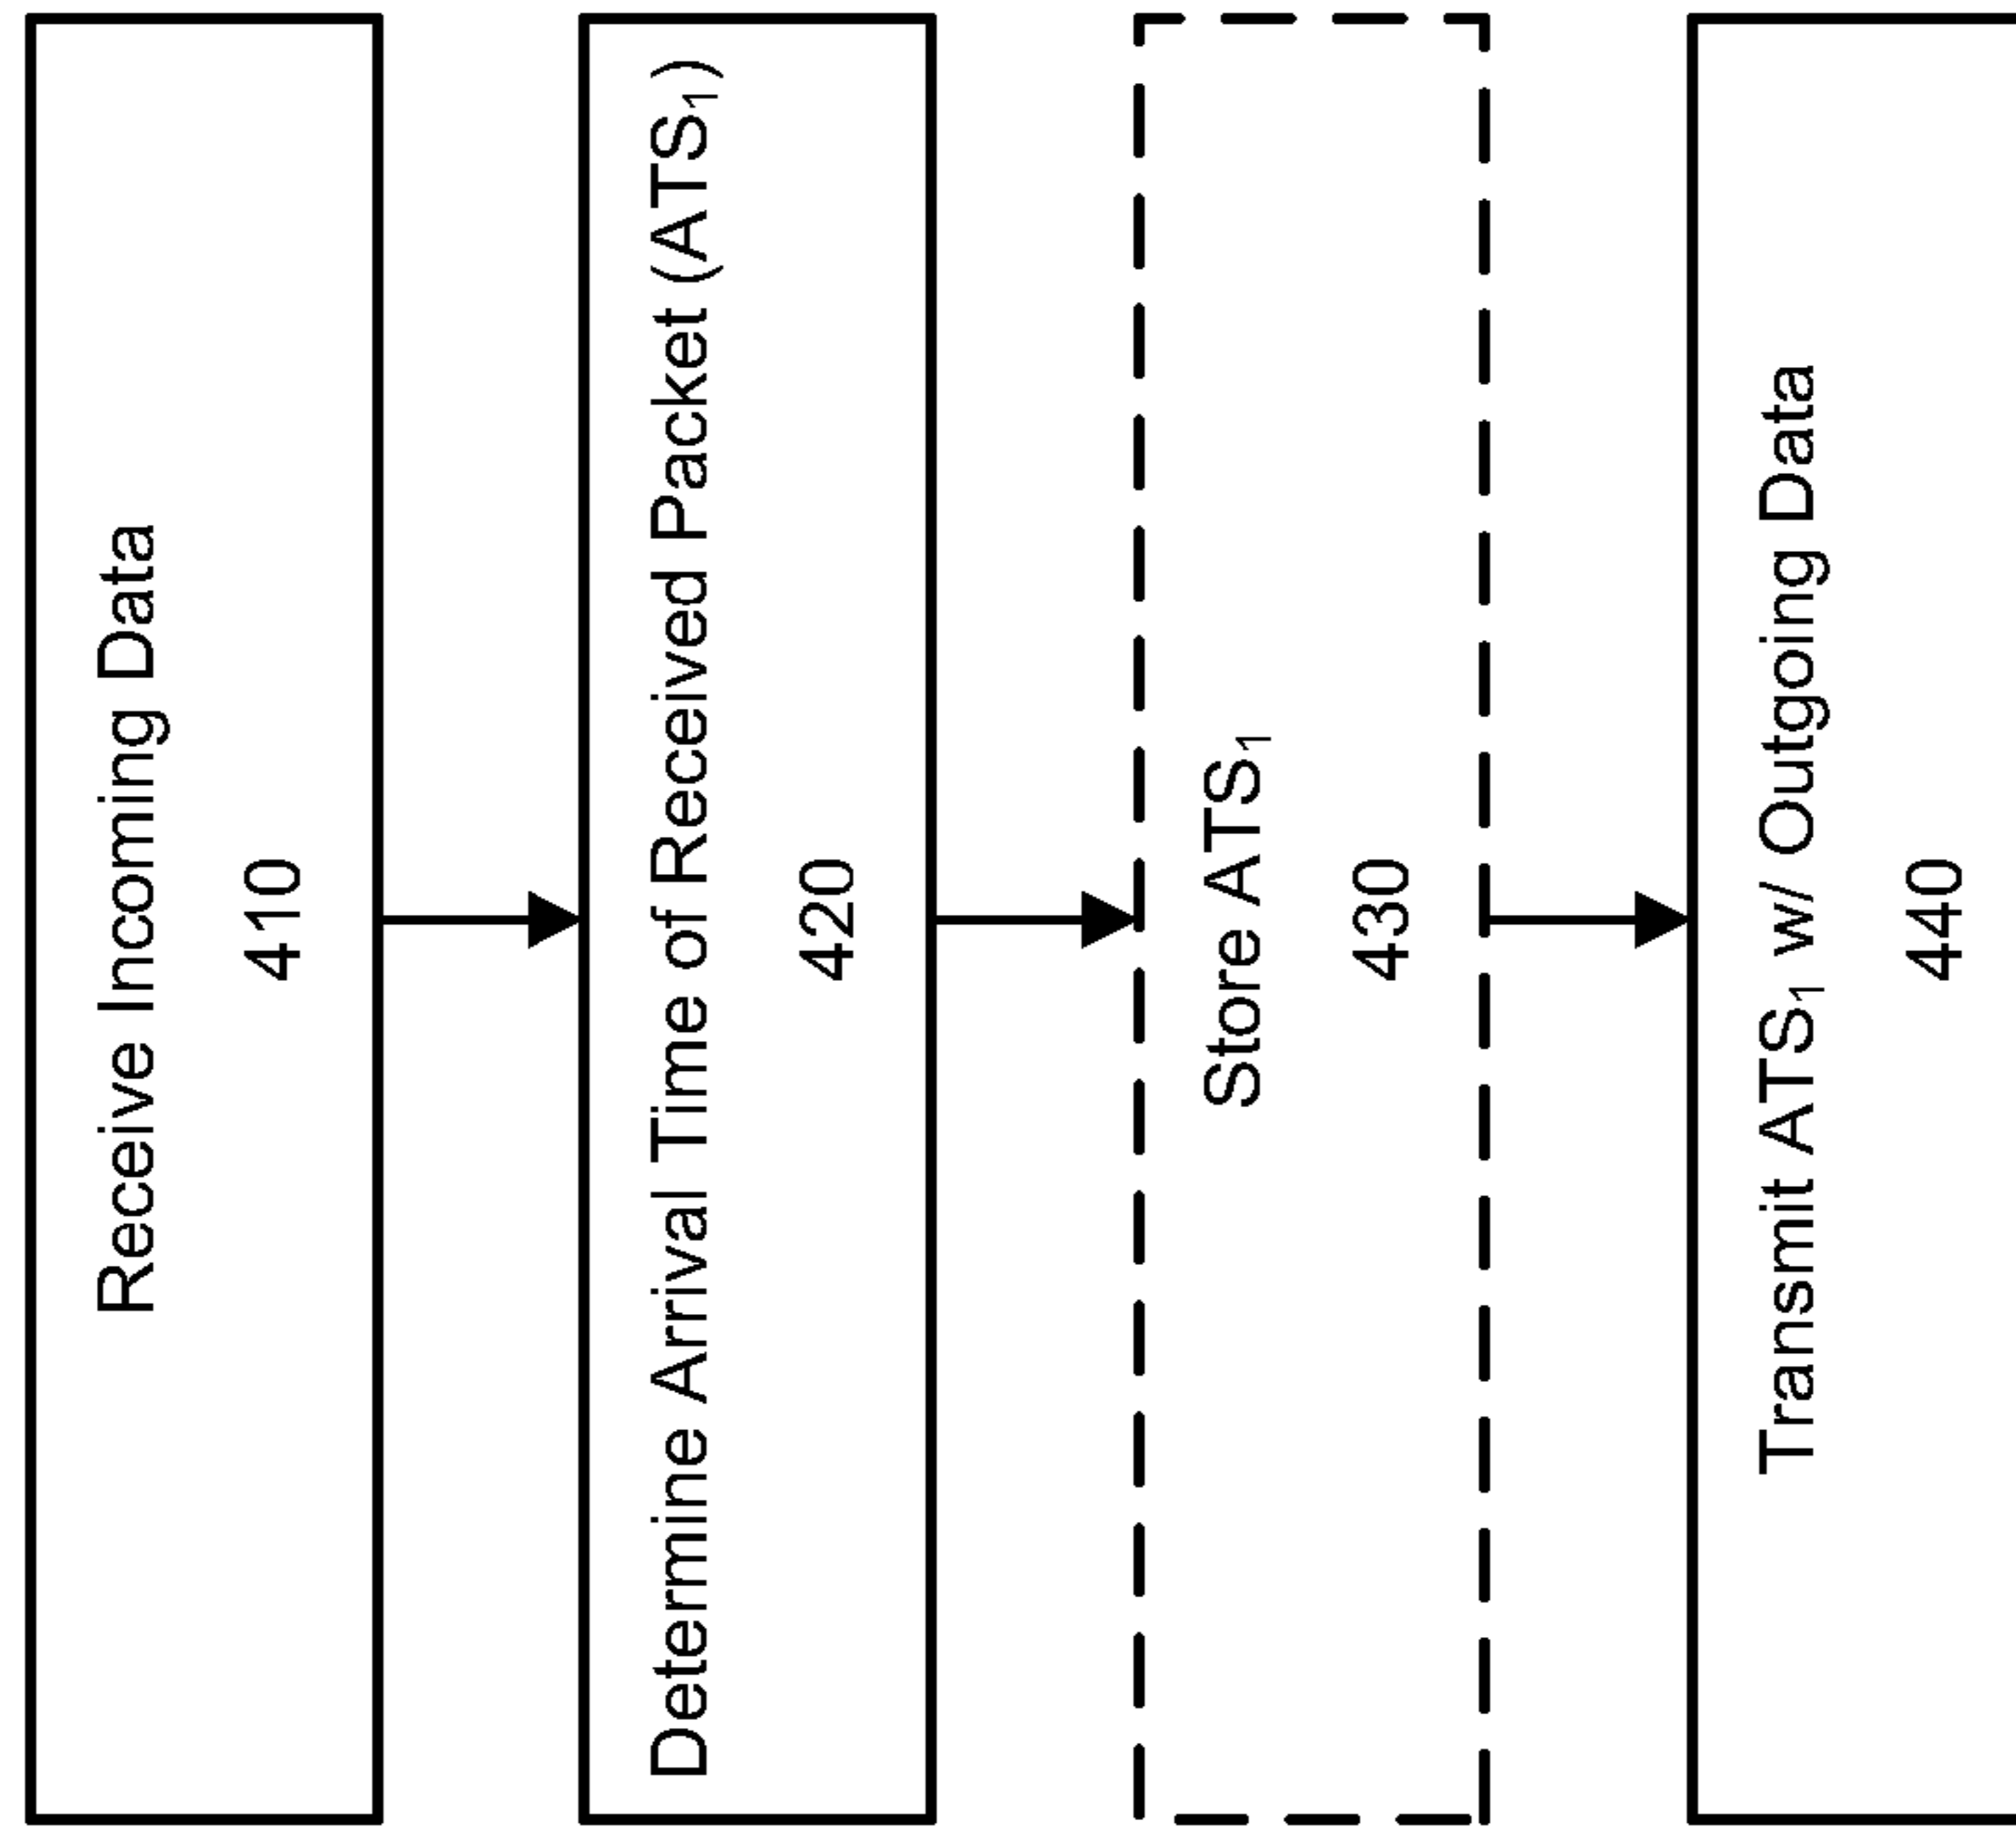 Receive Incoming Data
410
Determine Arrival Time of Received Packet (ATS₁)
420
Store ATS₁
430
Transmit ATS₁ w/ Outgoing Data
440